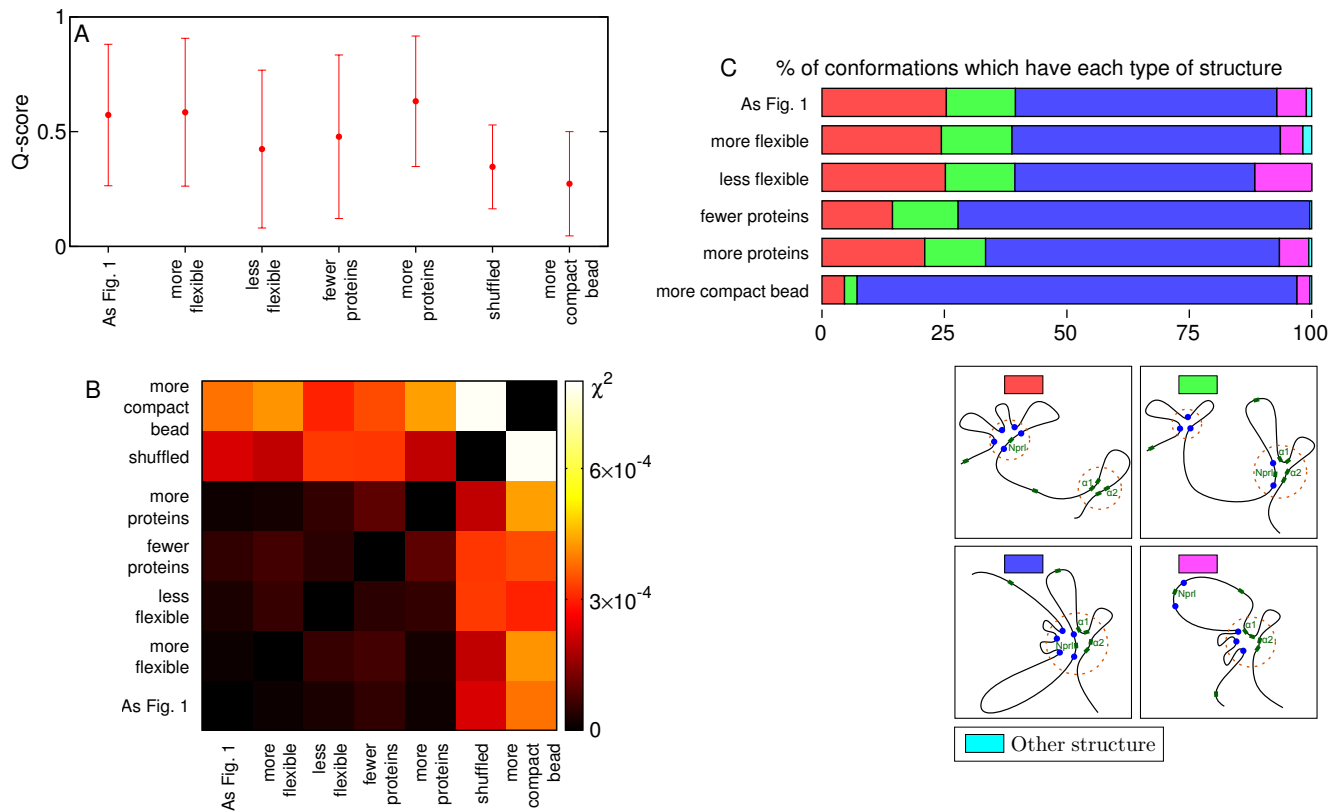 A
1
0.5
0
Q-score
As Fig. 1
more
flexible
less
flexible
fewer
proteins
more
proteins
shuffled
more
compact
bead
B
more
compact
bead
shuffled
more
proteins
fewer
proteins
less
flexible
more
flexible
As Fig. 1
As Fig. 1
more
flexible
less
flexible
fewer
proteins
more
proteins
shuffled
more
compact
bead
χ²
6×10⁻⁴
3×10⁻⁴
0
C % of conformations which have each type of structure
As Fig. 1
more flexible
less flexible
fewer proteins
more proteins
more compact bead
0 25 50 75 100
NprI
α1
α2
α1
NprI α2
α1
NprI α2
NprI
α1
α2
Other structure